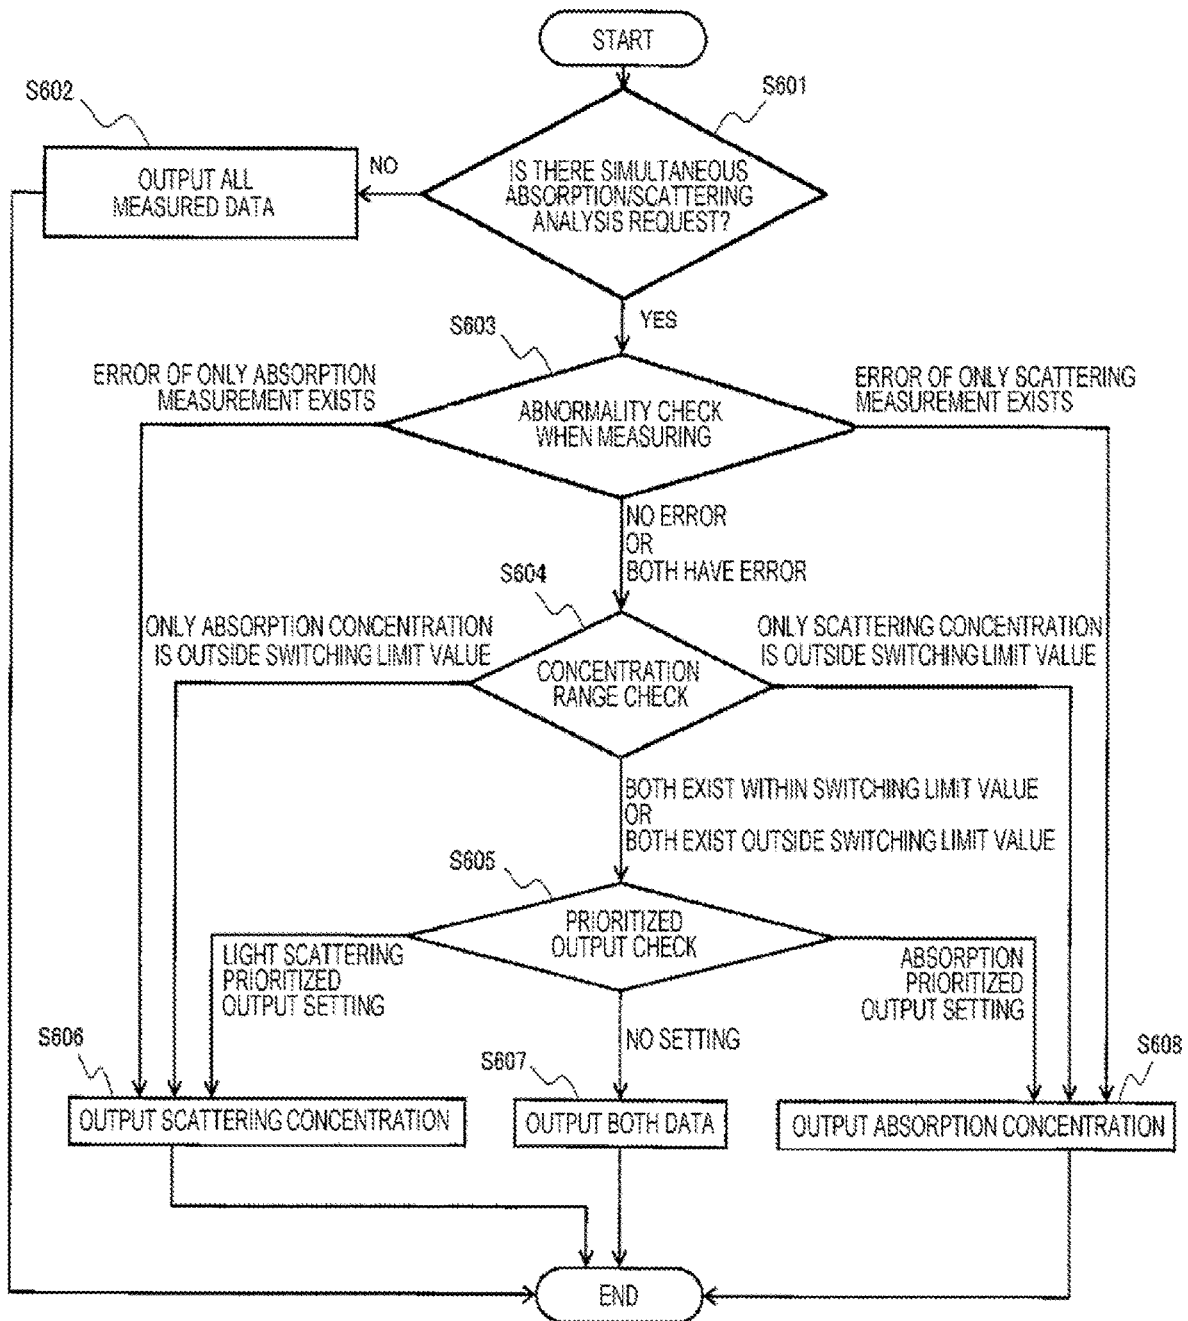 START
S602
S601
OUTPUT ALL
MEASURED DATA
NO
IS THERE SIMULTANEOUS
ABSORPTION/SCATTERING
ANALYSIS REQUEST?
YES
S603
ERROR OF ONLY ABSORPTION
MEASUREMENT EXISTS
ABNORMALITY CHECK
WHEN MEASURING
ERROR OF ONLY SCATTERING
MEASUREMENT EXISTS
NO ERROR
OR
BOTH HAVE ERROR
S604
ONLY ABSORPTION CONCENTRATION
IS OUTSIDE SWITCHING LIMIT VALUE
CONCENTRATION
RANGE CHECK
ONLY SCATTERING CONCENTRATION
IS OUTSIDE SWITCHING LIMIT VALUE
BOTH EXIST WITHIN SWITCHING LIMIT VALUE
OR
BOTH EXIST OUTSIDE SWITCHING LIMIT VALUE
S605
PRIORITIZED
OUTPUT CHECK
LIGHT SCATTERING
PRIORITIZED
OUTPUT SETTING
ABSORPTION
PRIORITIZED
OUTPUT SETTING
NO SETTING
S606
S607
S608
OUTPUT SCATTERING CONCENTRATION
OUTPUT BOTH DATA
OUTPUT ABSORPTION CONCENTRATION
END